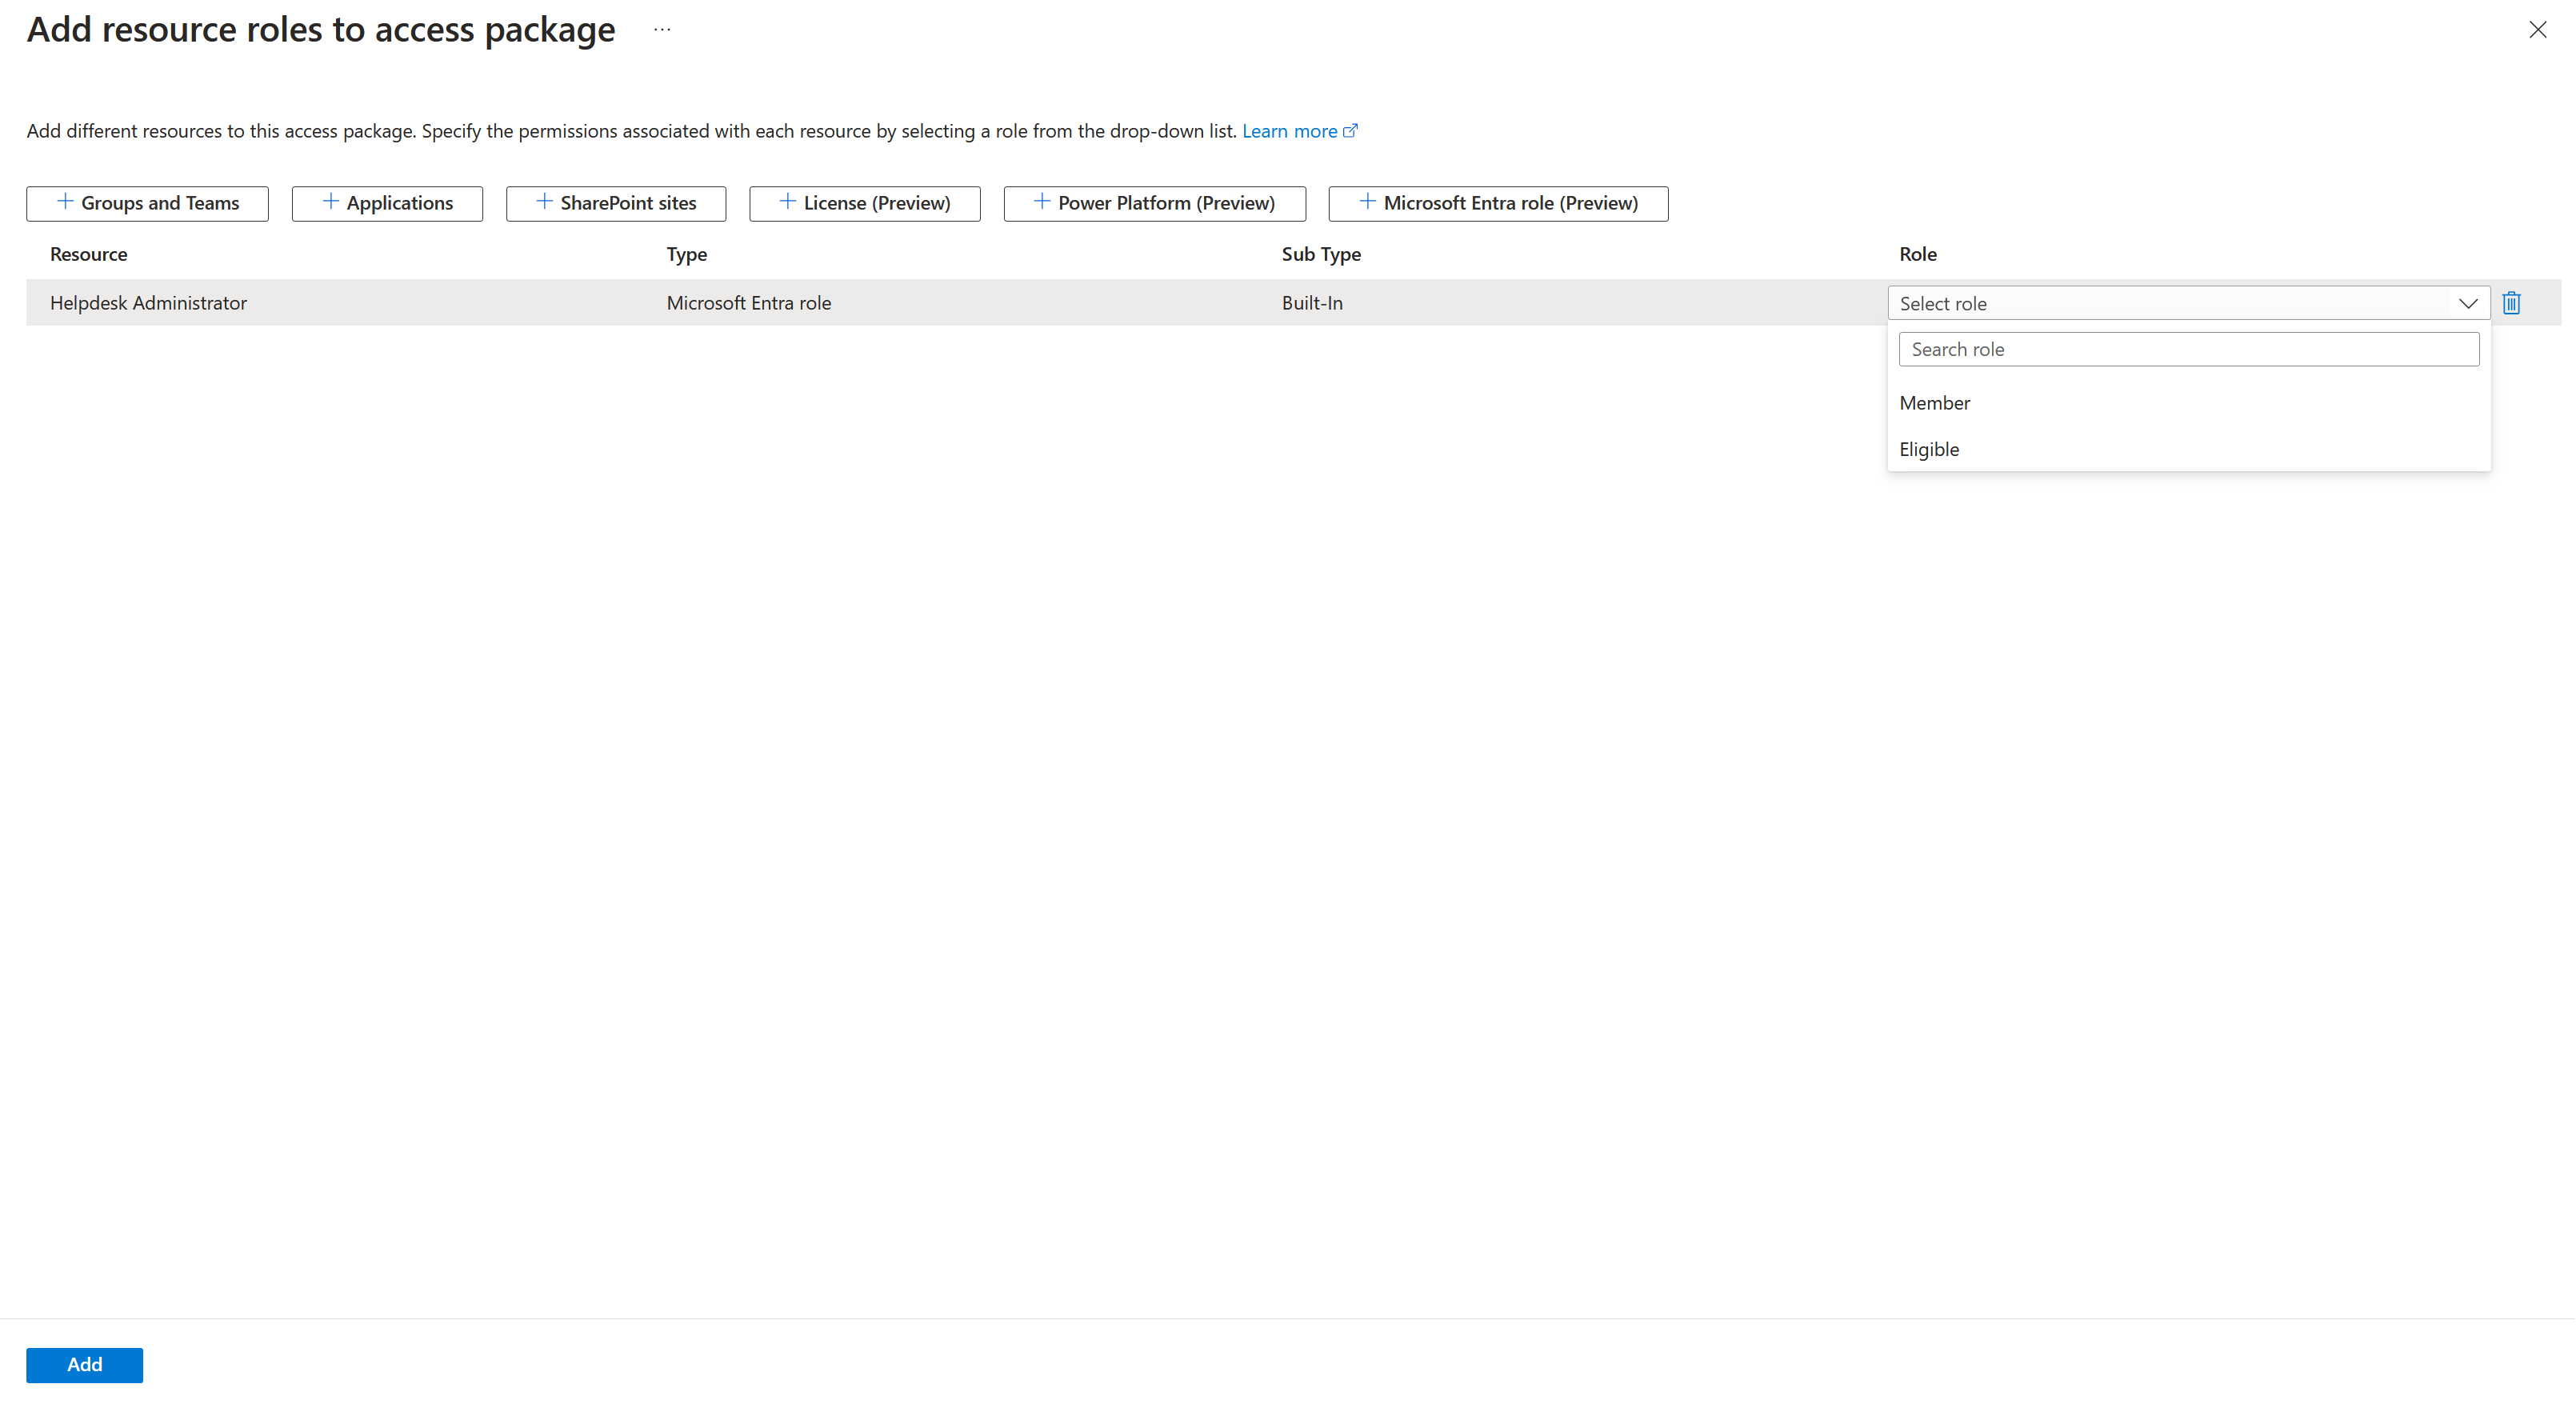 Add resource roles to access package ...
Add different resources to this access package. Specify the permissions associated with each resource by selecting a role from the drop-down list. Learn more
Groups and Teams Applications SharePoint sites License (Preview) Power Platform (Preview) Microsoft Entra role (Preview)
Resource Type Sub Type Role
Helpdesk Administrator Microsoft Entra role Built-In Select role
Search role
Member
Eligible
Add